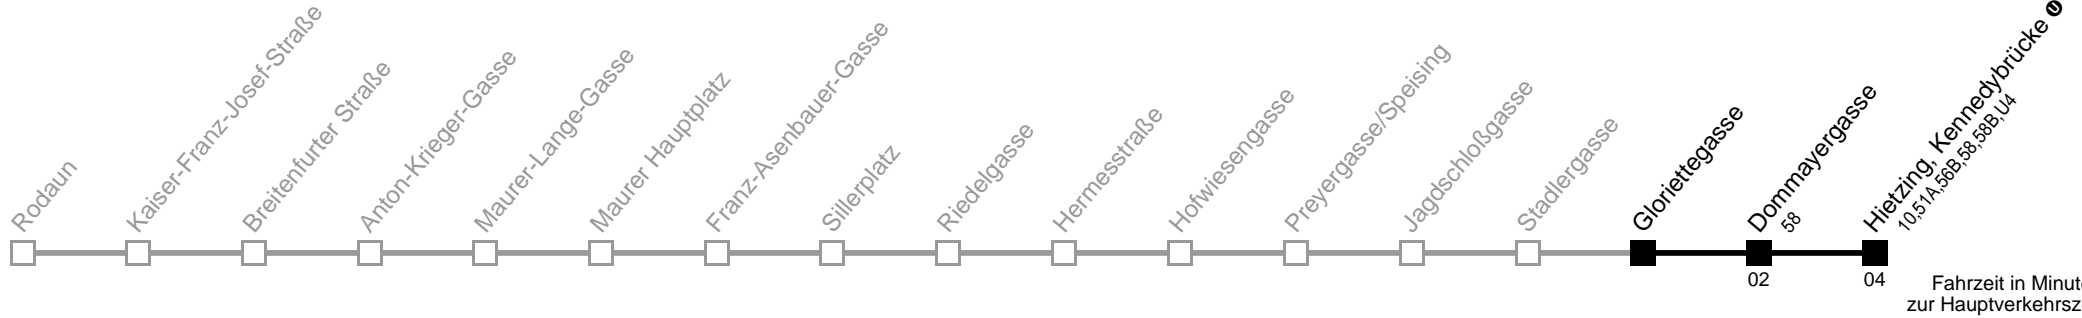 Rodaun
Kaiser-Franz-Josef-Straße
Breitenfurter Straße
Anton-Krieger-Gasse
Maurer-Lange-Gasse
Maurer Hauptplatz
Franz-Asenbauer-Gasse
Sillerplatz
Riedelgasse
Hermesstraße
Hofwiesengasse
Preyergasse/Speising
Jagdschloßgasse
Stadlergasse
Gloriettegasse
Dommayergasse
58
Hietzing, Kennedybrücke U
10,51A,56B,58,58B,U4
02
04
Fahrzeit in Minut
zur Hauptverkehrsz